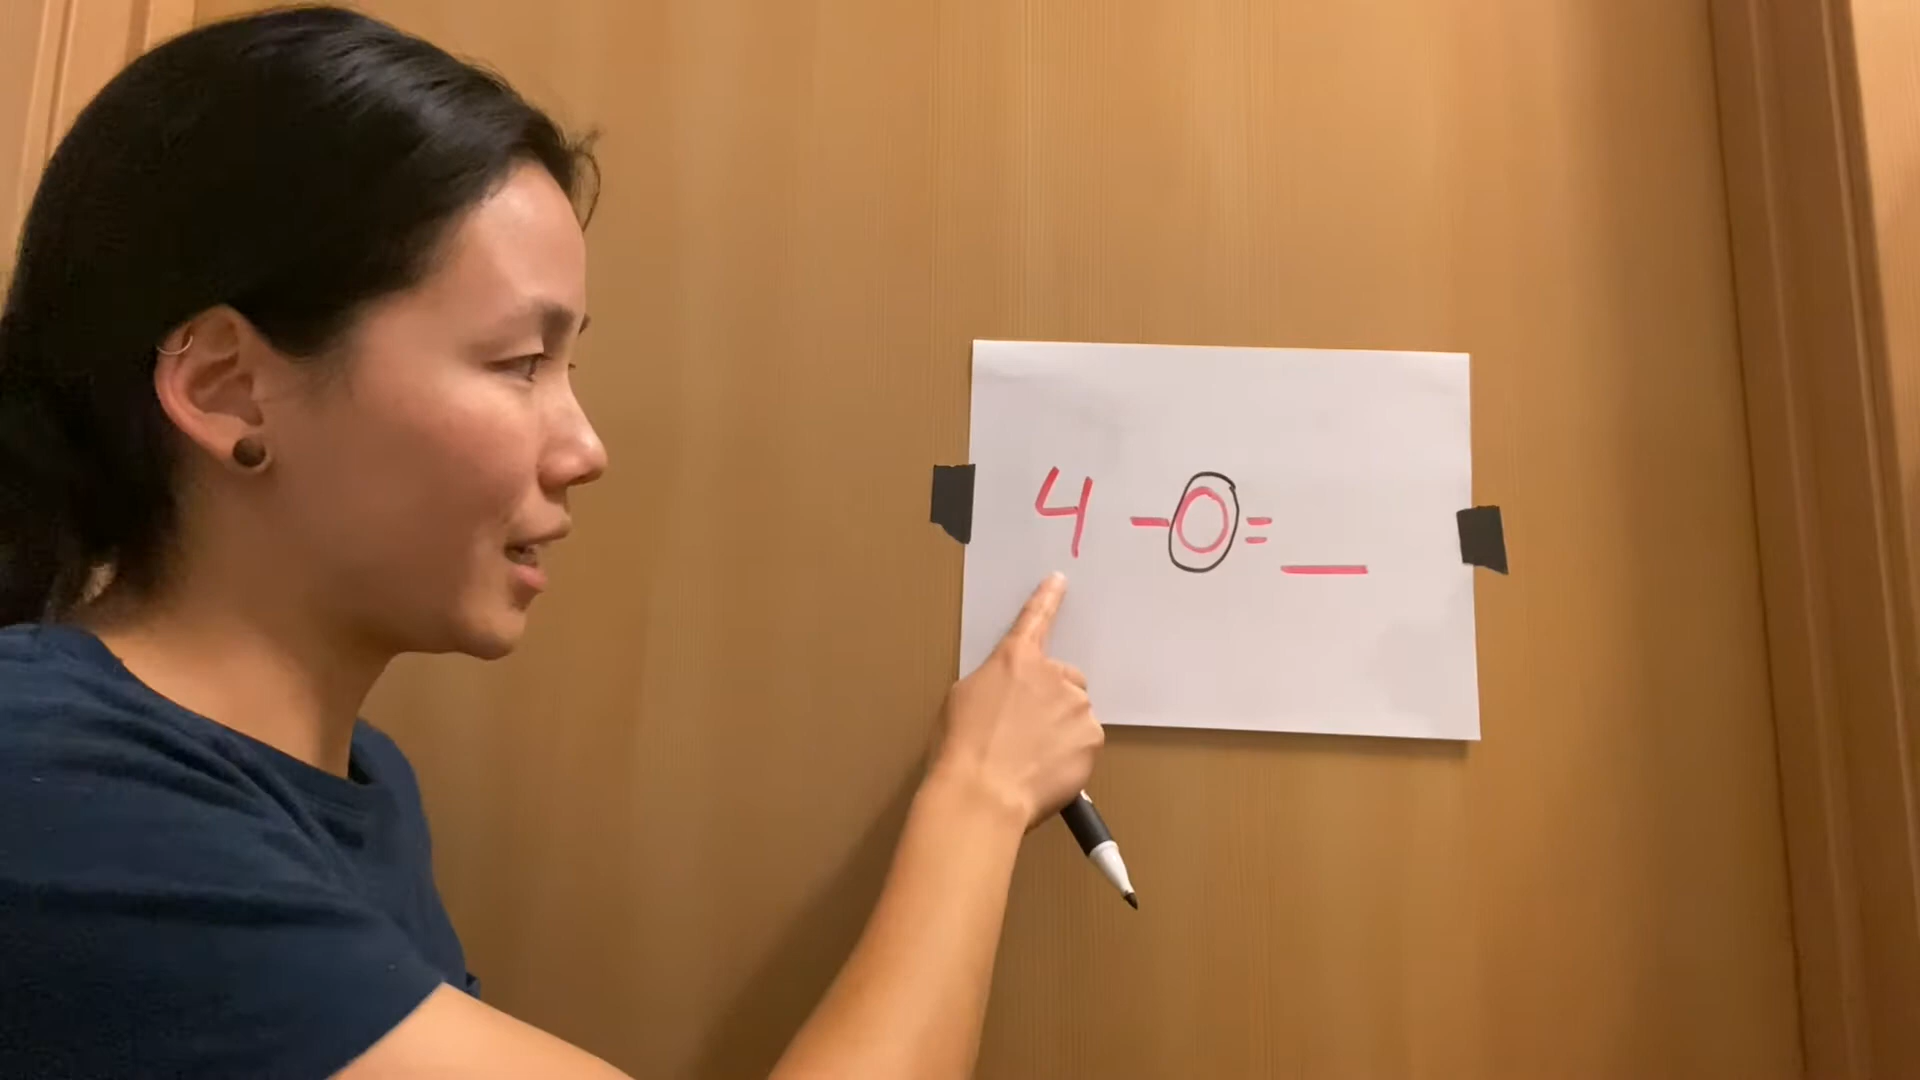 4 - 0 = __